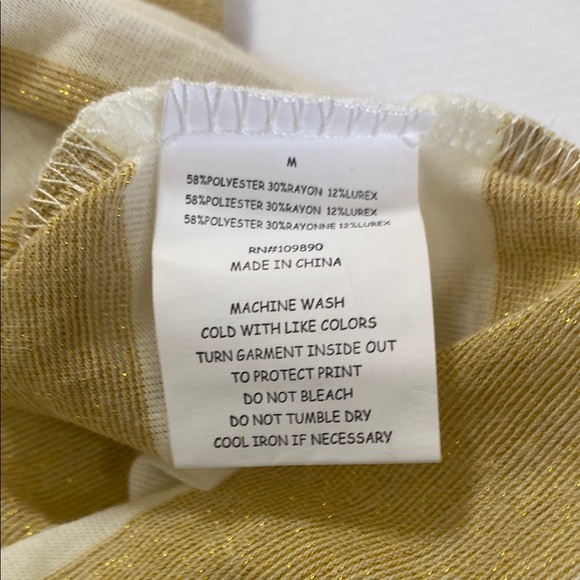 M
58%POLYESTER 30%RAYON 12%LUREX
58%POLIESTER 30%RAYON 12%LUREX
58%POLYESTER 30%RAYONNE 12%LUREX
RN#109890
MADE IN CHINA
MACHINE WASH
COLD WITH LIKE COLORS
TURN GARMENT INSIDE OUT
TO PROTECT PRINT
DO NOT BLEACH
DO NOT TUMBLE DRY
COOL IRON IF NECESSARY